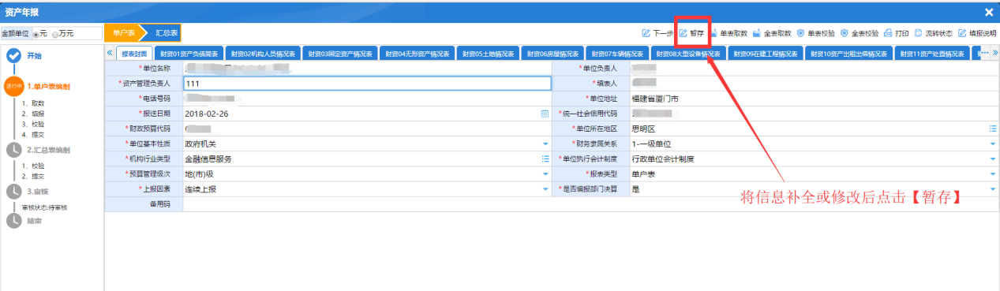 资产年报
金额单位 元 万元
单户表 汇总表
下一步 暂存 单表取数 全表取数 单表校验 全表校验 打印 流转状态 填报说明
开始
进行中 1.单户表编制
1、取数
2、填报
3、校验
4、提交
2.汇总表编制
1、校验
2、提交
3.审核
审核状态:待审核
结束
报表封面 财资01资产负债简表 财资02机构人员情况表 财资03固定资产情况表 财资04无形资产情况表 财资05土地情况表 财资06房屋情况表 财资07车辆情况表 财资08大型设备情况表 财资09在建工程情况表 财资10资产出租出借情况表 财资11资产处置情况表
*单位名称 *单位负责人
*资产管理负责人 111 *填表人
*电话号码 *单位地址 福建省厦门市
*报送日期 2018-02-26 *统一社会信用代码
*财政预算代码 *单位所在地区 思明区
*单位基本性质 政府机关 *财务隶属关系 1-一级单位
*机构行业类型 金融信息服务 *单位执行会计制度 行政单位会计制度
*预算管理级次 地(市)级 *报表类型 单户表
*上报因素 连续上报 *是否编报部门决算 是
备用码
将信息补全或修改后点击【暂存】